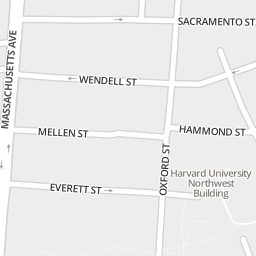 SACRAMENTO ST
MASSACHUSETTS AVE
WENDELL ST
MELLEN ST
HAMMOND ST
OXFORD ST
Harvard University
Northwest
Building
EVERETT ST